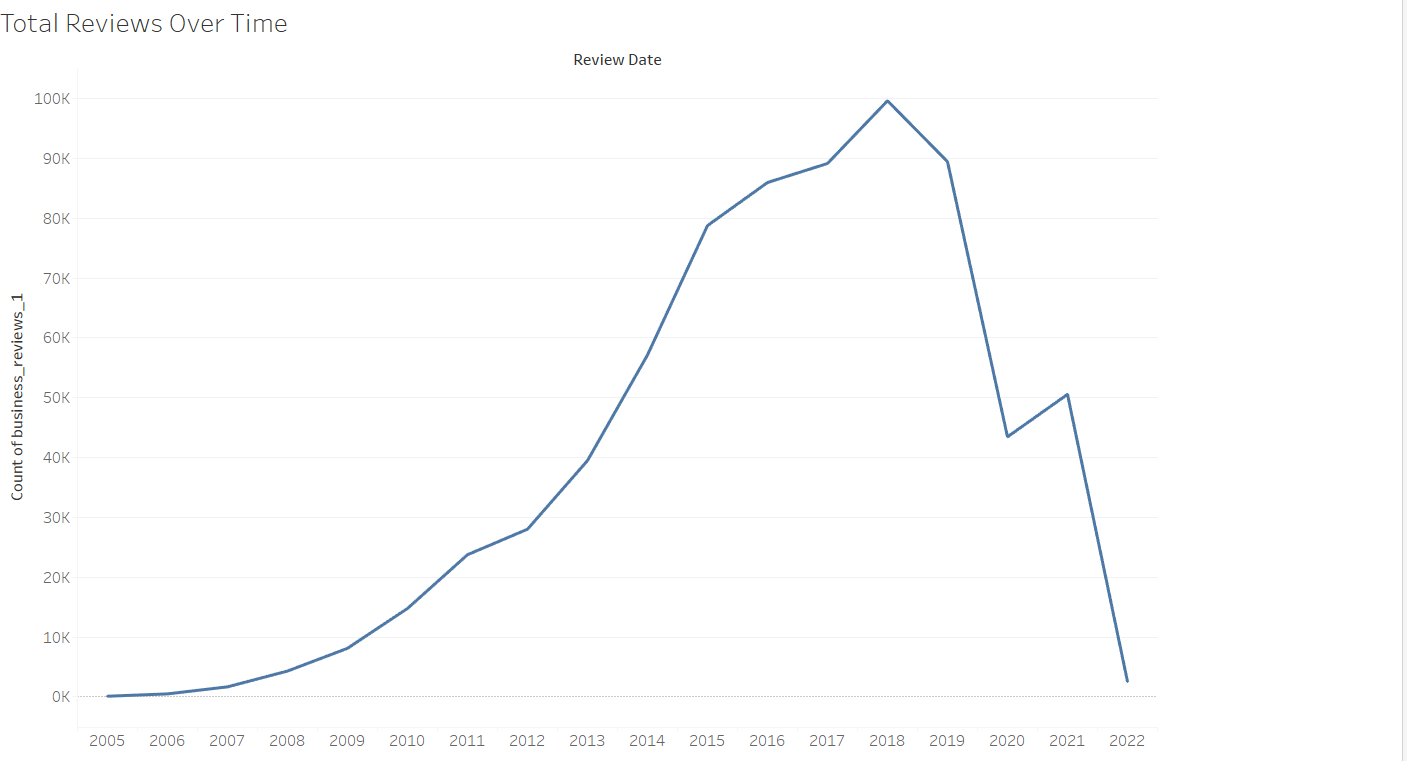 Total Reviews Over Time
Review Date
100K
90K
80K
70K
60K
50K
40K
30K
20K
10K
0K
Count of business_reviews_1
2005 2006 2007 2008 2009 2010 2011 2012 2013 2014 2015 2016 2017 2018 2019 2020 2021 2022